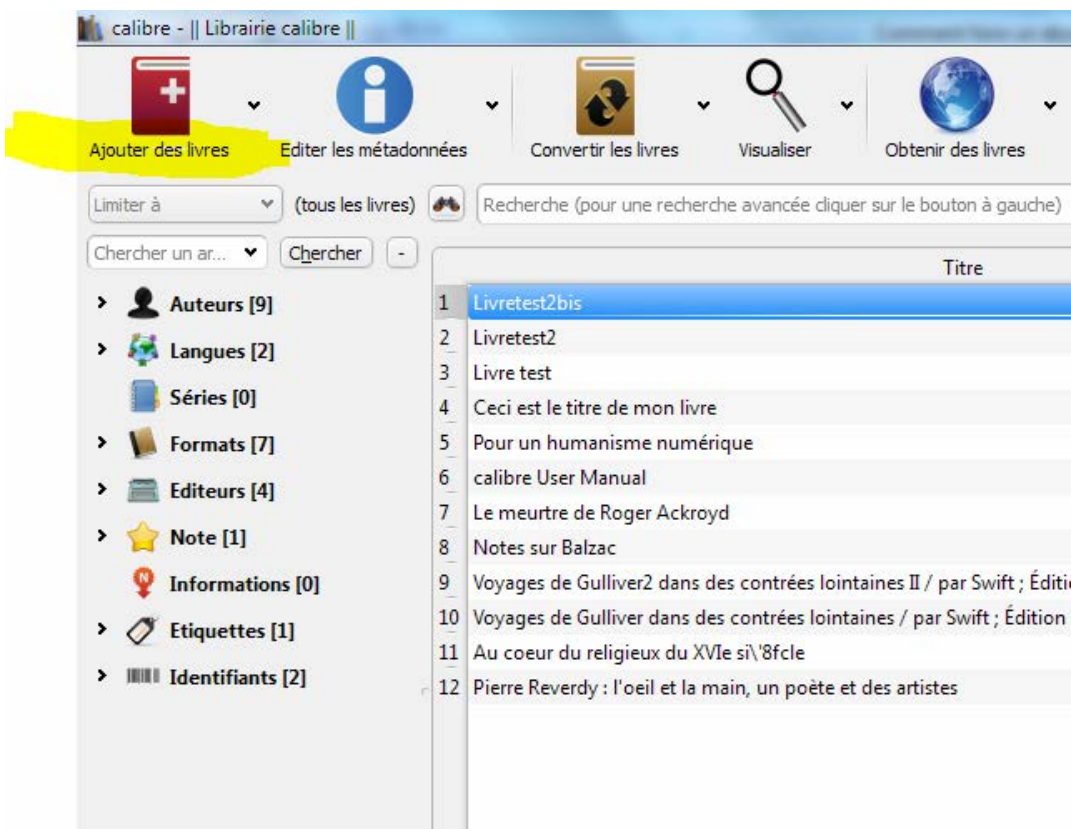 calibre - || Librairie calibre ||
Ajouter des livres Editer les métadonnées Convertir les livres Visualiser Obtenir des livres
Limiter à (tous les livres) Recherche (pour une recherche avancée cliquer sur le bouton à gauche)
Chercher un ar... Chercher -
Titre
Auteurs [9]
Langues [2]
Séries [0]
Formats [7]
Editeurs [4]
Note [1]
Informations [0]
Etiquettes [1]
Identifiants [2]
1 Livretest2bis
2 Livretest2
3 Livre test
4 Ceci est le titre de mon livre
5 Pour un humanisme numérique
6 calibre User Manual
7 Le meurtre de Roger Ackroyd
8 Notes sur Balzac
9 Voyages de Gulliver2 dans des contrées lointaines II / par Swift ; Éditi
10 Voyages de Gulliver dans des contrées lointaines / par Swift ; Édition
11 Au coeur du religieux du XVIe si\'8fcle
12 Pierre Reverdy : l'oeil et la main, un poète et des artistes